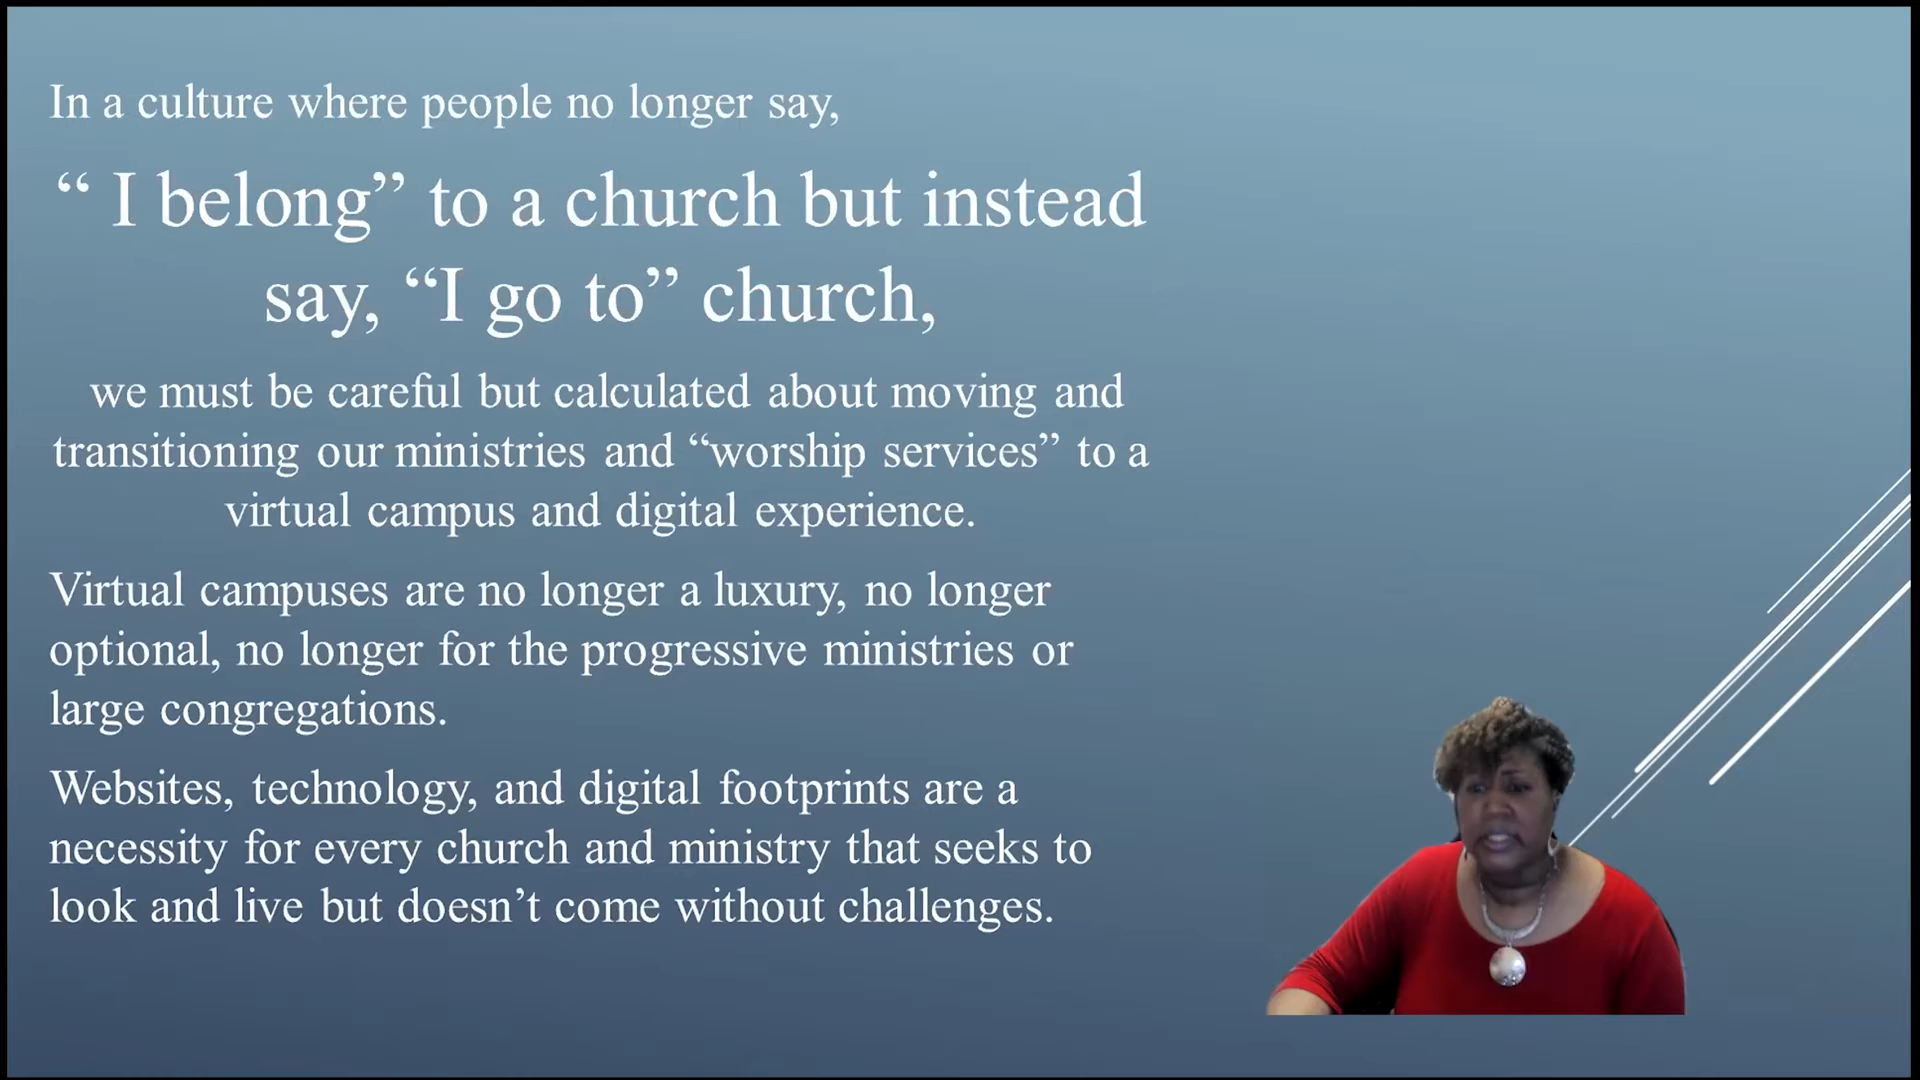 In a culture where people no longer say,
“ I belong” to a church but instead
say, “I go to” church,
we must be careful but calculated about moving and
transitioning our ministries and “worship services” to a
virtual campus and digital experience.
Virtual campuses are no longer a luxury, no longer
optional, no longer for the progressive ministries or
large congregations.
Websites, technology, and digital footprints are a
necessity for every church and ministry that seeks to
look and live but doesn’t come without challenges.